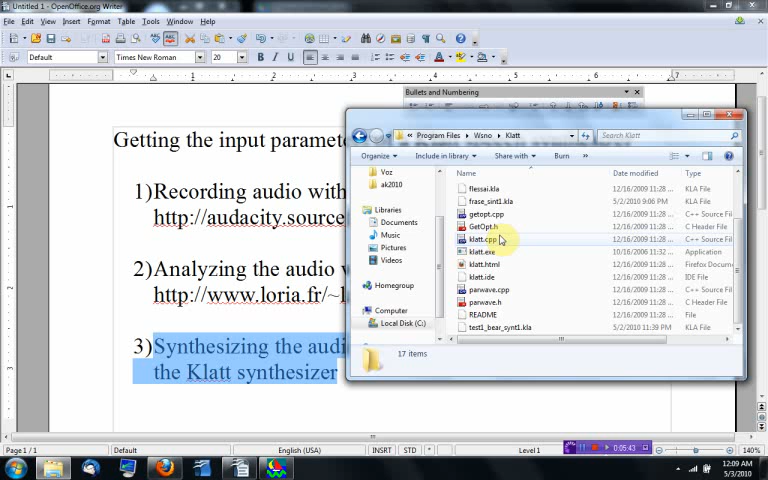 Untitled 1 - OpenOffice.org Writer
File Edit View Insert Format Table Tools Window Help
Default Times New Roman 20
Bullets and Numbering
Getting the input parame
1)Recording audio with
http://audacity.source
2)Analyzing the audio
http://www.loria.fr/~l
3)Synthesizing the audi
the Klatt synthesizer
« Program Files Wsno Klatt Search Klatt
Organize Include in library Share with Burn »
Voz
ak2010
Libraries
Documents
Music
Pictures
Videos
Homegroup
Computer
Local Disk (C:)
Name Date modified Type
flessai.kla 12/16/2009 11:28 ... KLA File
frase_sint1.kla 5/2/2010 9:06 PM KLA File
getopt.cpp 12/16/2009 11:28 ... C++ Source Fil
GetOpt.h 12/16/2009 11:28 ... C Header File
klatt.cpp 12/16/2009 11:28 ... C++ Source Fil
klatt.exe 10/16/2006 11:32 ... Application
klatt.html 12/16/2009 11:28 ... Firefox Docume
klatt.ide 12/16/2009 11:28 ... IDE File
parwave.cpp 12/16/2009 11:28 ... C++ Source Fil
parwave.h 12/16/2009 11:28 ... C Header File
README 12/16/2009 11:28 ... File
test1_bear_synt1.kla 5/2/2010 11:39 PM KLA File
17 items
Page 1 / 1 Default English (USA) INSRT STD * Level 1 0:05:43 140%
12:09 AM
5/3/2010